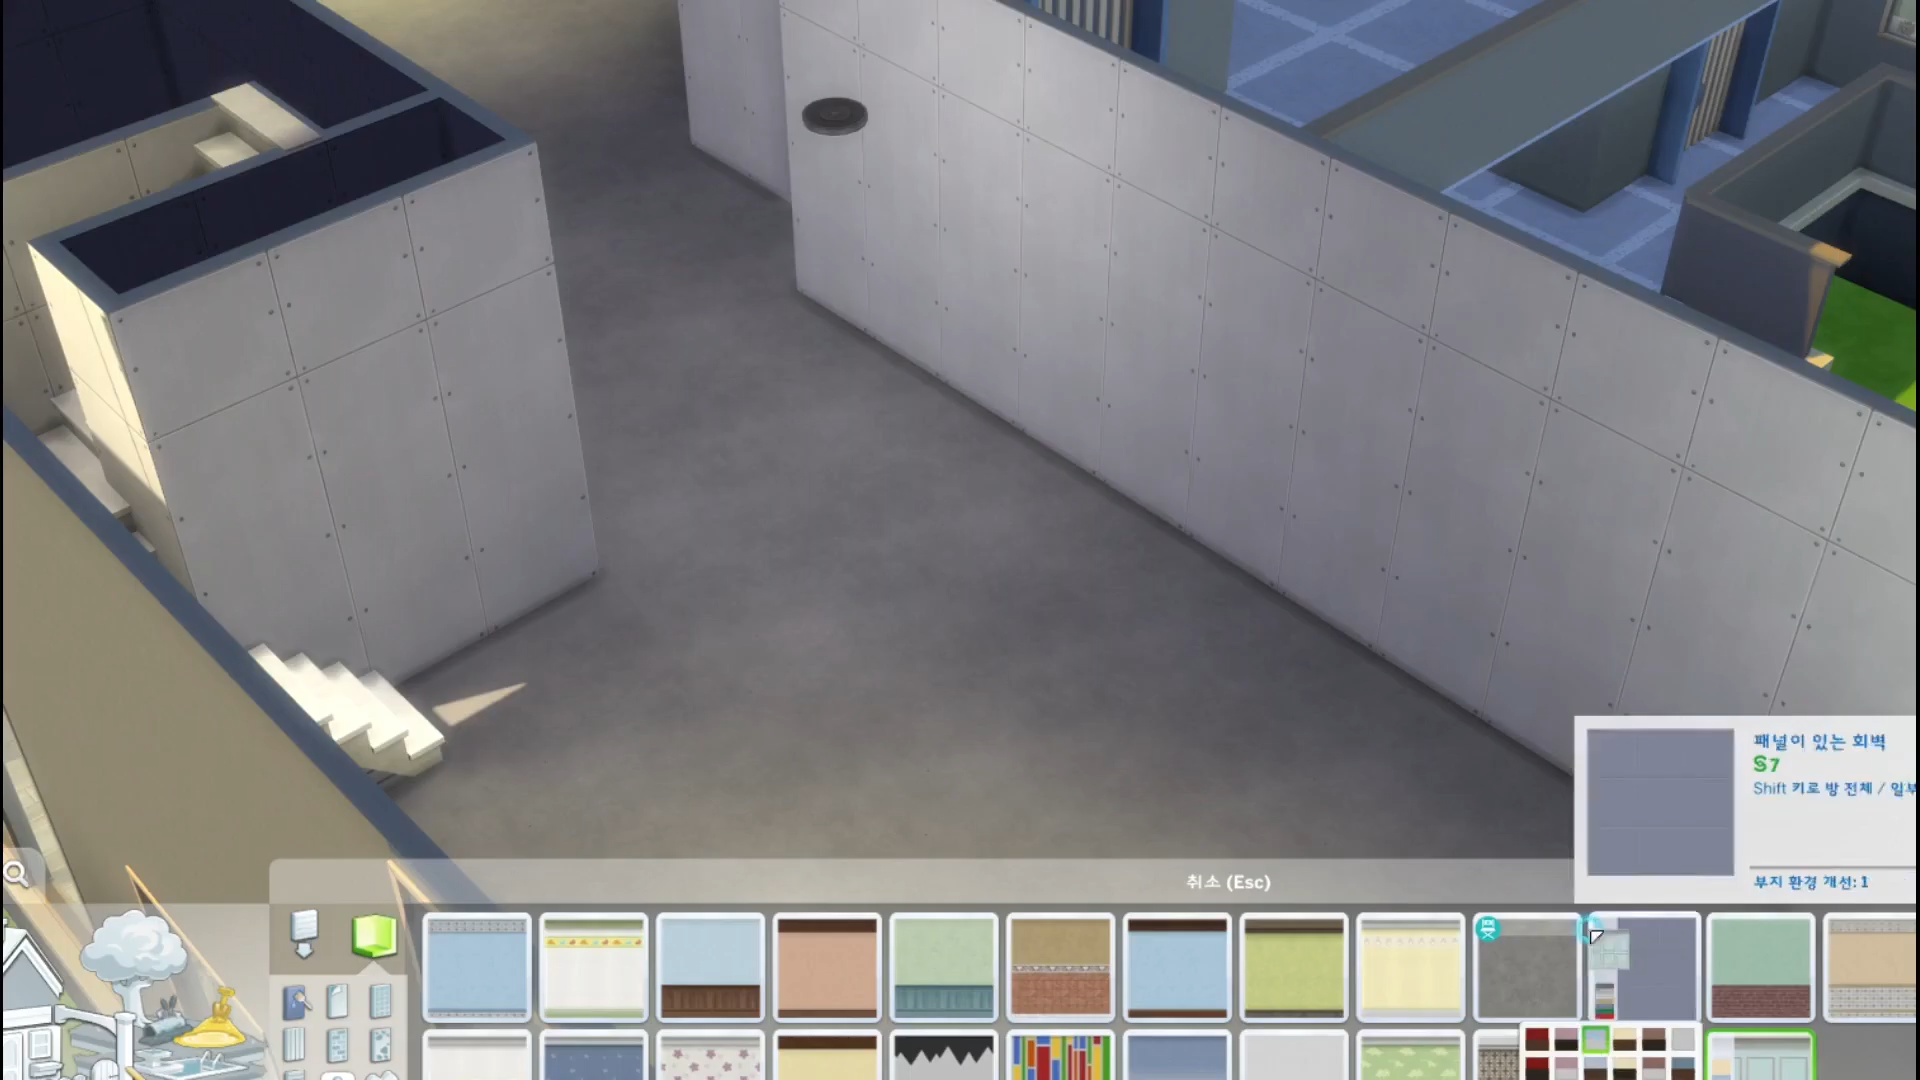 패널이 있는 회벽
§7
Shift 키로 방 전체 / 일부
부지 환경 개선: 1
취소 (Esc)